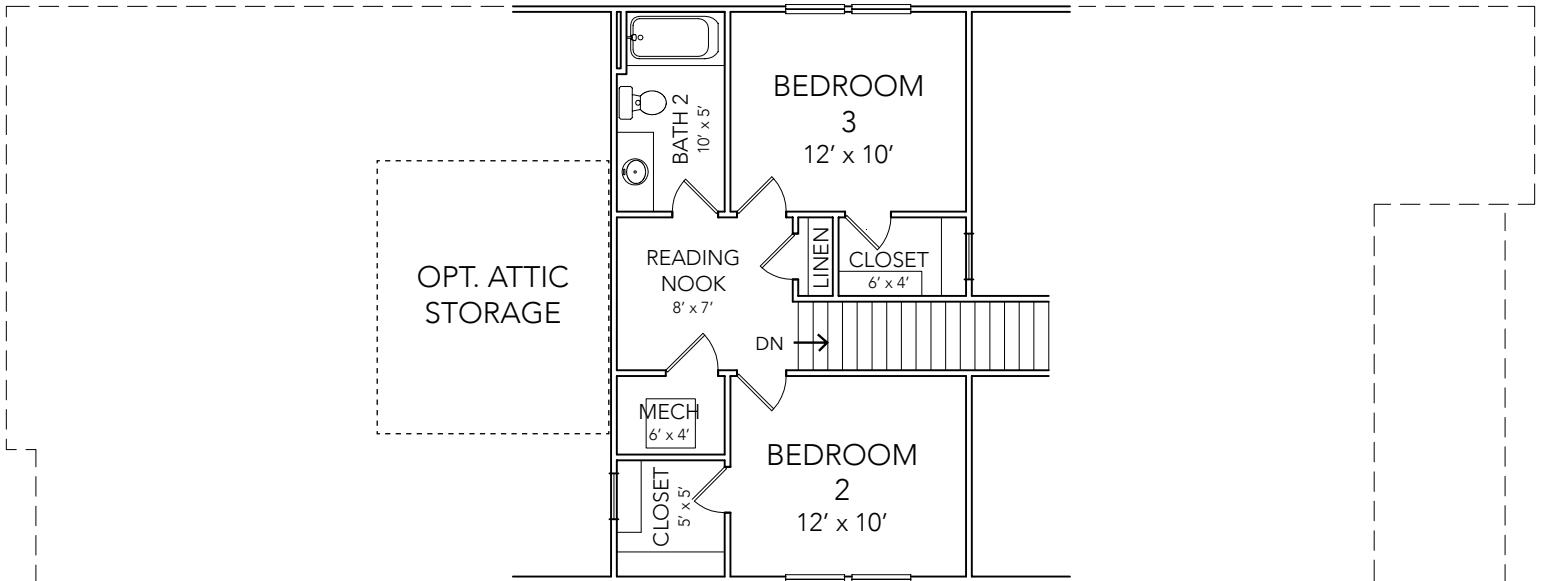 BEDROOM
3
12’ x 10’
BATH 2
10’ x 5’
READING
NOOK
8’ x 7’
LINEN
CLOSET
6’ x 4’
OPT. ATTIC
STORAGE
DN
MECH
6’ x 4’
CLOSET
5’ x 5’
BEDROOM
2
12’ x 10’